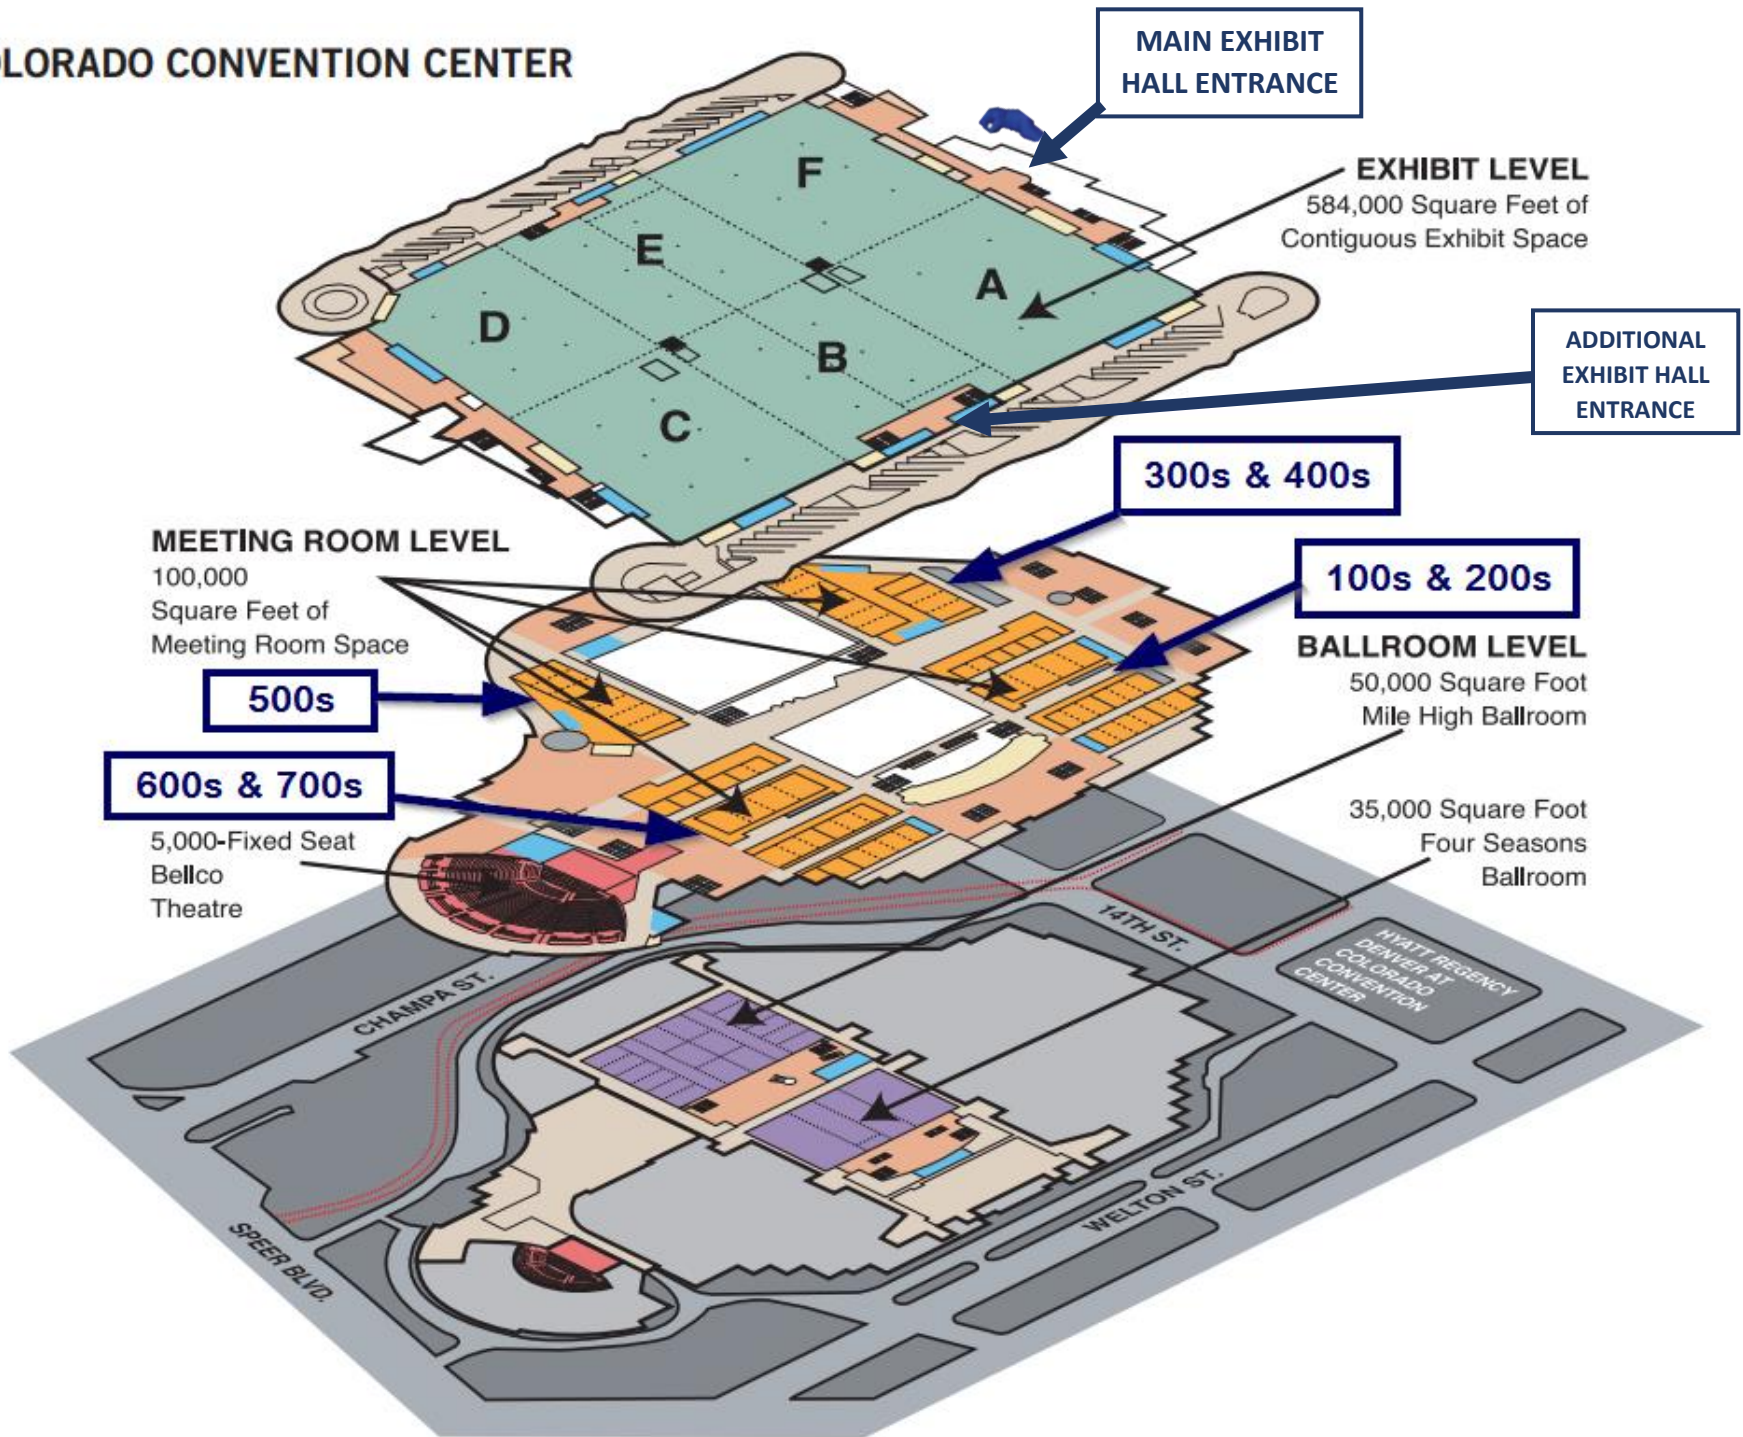 OLORADO CONVENTION CENTER
MAIN EXHIBIT
HALL ENTRANCE
EXHIBIT LEVEL
584,000 Square Feet of
Contiguous Exhibit Space
F
E
A
D
B
C
ADDITIONAL
EXHIBIT HALL
ENTRANCE
300s & 400s
MEETING ROOM LEVEL
100,000
Square Feet of
Meeting Room Space
100s & 200s
BALLROOM LEVEL
50,000 Square Foot
Mile High Ballroom
500s
600s & 700s
35,000 Square Foot
Four Seasons
Ballroom
5,000-Fixed Seat
Bellco
Theatre
14TH ST.
HYATT REGENCY
DENVER AT
COLORADO
CONVENTION
CENTER
CHAMPA ST.
WELTON ST.
SPEER BLVD.